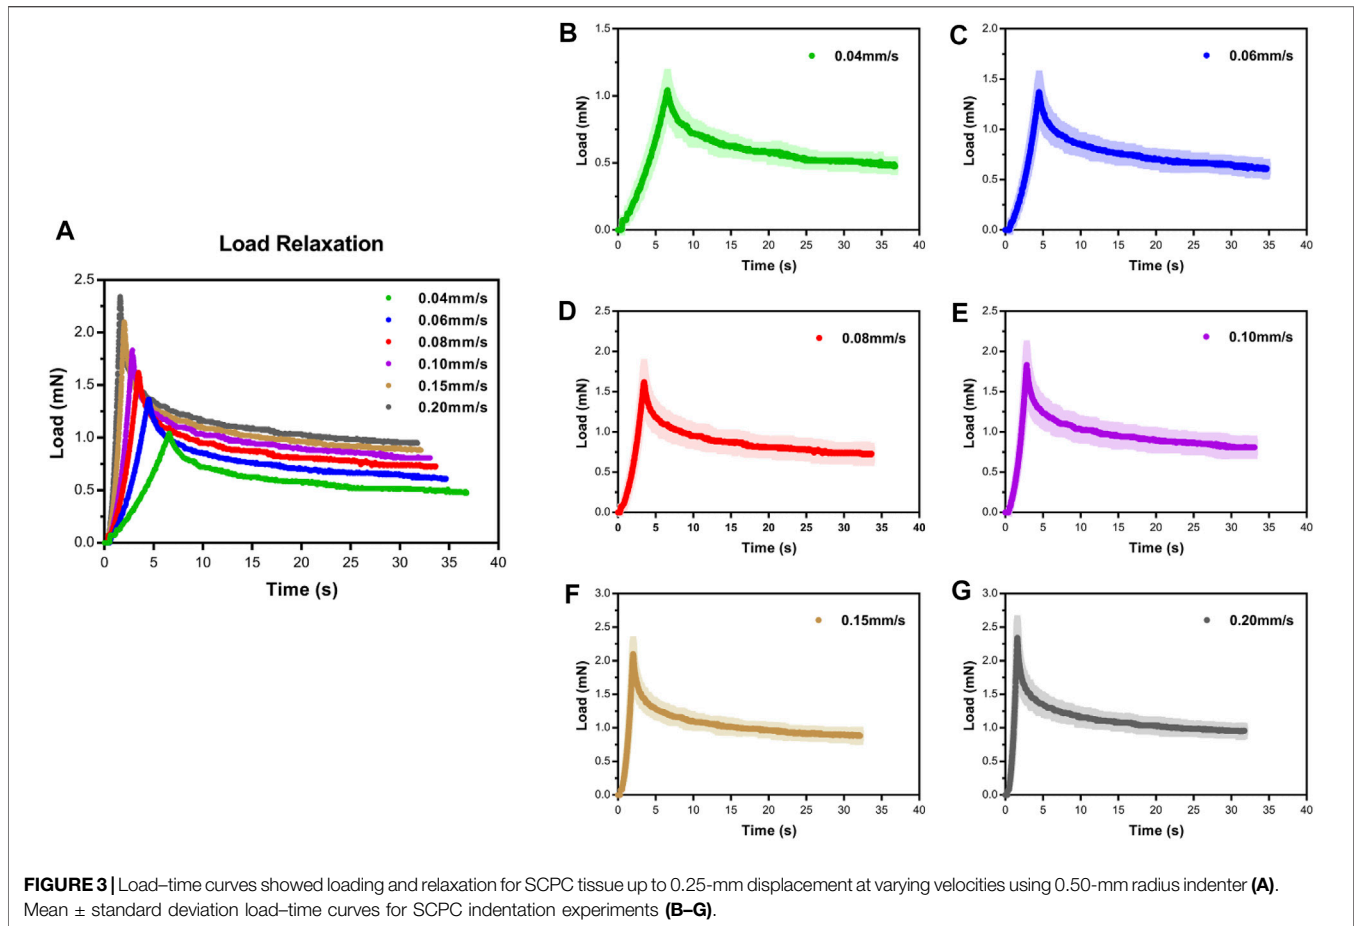 A
Load Relaxation
Load (mN)
2.5
2.0
1.5
1.0
0.5
0.0
0.04mm/s
0.06mm/s
0.08mm/s
0.10mm/s
0.15mm/s
0.20mm/s
0 5 10 15 20 25 30 35 40
Time (s)
B
Load (mN)
1.5
1.0
0.5
0.0
0.04mm/s
0 5 10 15 20 25 30 35 40
Time (s)
C
Load (mN)
2.0
1.5
1.0
0.5
0.0
0.06mm/s
0 5 10 15 20 25 30 35 40
Time (s)
D
Load (mN)
2.5
2.0
1.5
1.0
0.5
0.0
0.08mm/s
0 5 10 15 20 25 30 35 40
Time (s)
E
Load (mN)
2.5
2.0
1.5
1.0
0.5
0.0
0.10mm/s
0 5 10 15 20 25 30 35 40
Time (s)
F
Load (mN)
3.0
2.5
2.0
1.5
1.0
0.5
0.0
0.15mm/s
0 5 10 15 20 25 30 35 40
Time (s)
G
Load (mN)
3.0
2.5
2.0
1.5
1.0
0.5
0.0
0.20mm/s
0 5 10 15 20 25 30 35 40
Time (s)
FIGURE 3 | Load–time curves showed loading and relaxation for SCPC tissue up to 0.25-mm displacement at varying velocities using 0.50-mm radius indenter (A).
Mean ± standard deviation load–time curves for SCPC indentation experiments (B–G).